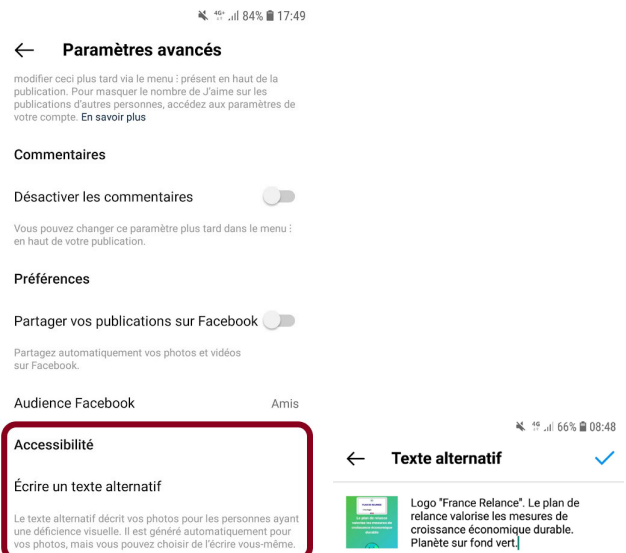 4G+ 84% 17:49
Paramètres avancés
modifier ceci plus tard via le menu ⋮ présent en haut de la
publication. Pour masquer le nombre de J'aime sur les
publications d'autres personnes, accédez aux paramètres de
votre compte. En savoir plus
Commentaires
Désactiver les commentaires
Vous pouvez changer ce paramètre plus tard dans le menu ⋮
en haut de votre publication.
Préférences
Partager vos publications sur Facebook
Partagez automatiquement vos photos et vidéos
sur Facebook.
Audience Facebook Amis
Accessibilité
Écrire un texte alternatif
Le texte alternatif décrit vos photos pour les personnes ayant
une déficience visuelle. Il est généré automatiquement pour
vos photos, mais vous pouvez choisir de l'écrire vous-même.
4G 66% 08:48
Texte alternatif
Logo "France Relance". Le plan de
relance valorise les mesures de
croissance économique durable.
Planète sur fond vert.